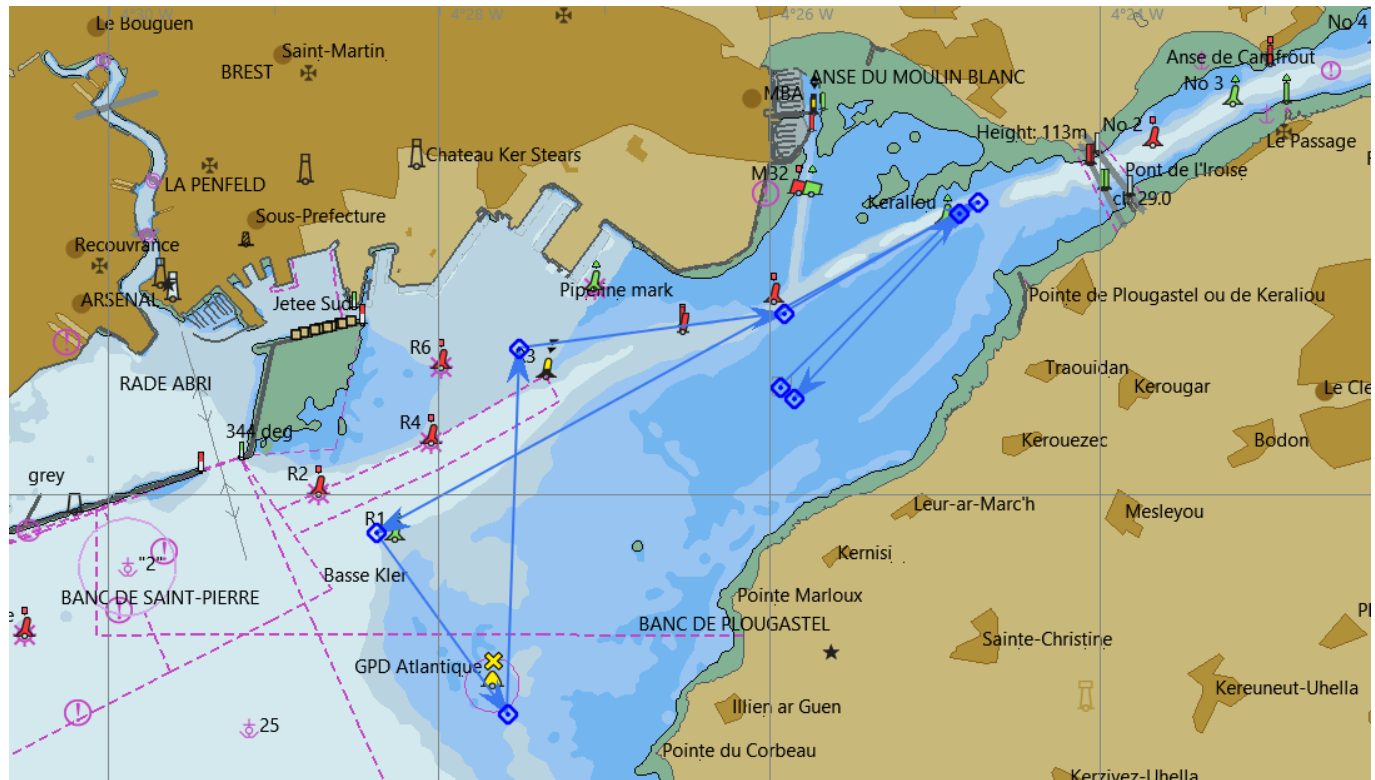 4°30 W
4°28 W
4°26 W
4°24 W
Le Bouguen
No 4
Saint-Martin
BREST
Anse de Camfrout
ANSE DU MOULIN BLANC
No 3
MBA
No 2
Height: 113m
Le Passage
Chateau Ker Stears
Pont de l'Iroise
M32
LA PENFELD
cl 29.0
Keraliou
Sous-Prefecture
Recouvrance
Pipeline mark
Pointe de Plougastel ou de Keraliou
ARSENAL
Jetee Sud
R6
Traouidan
RADE ABRI
Kerougar
Le Cle
R4
344 deg
Kerouezec
Bodon
grey
R2
Leur-ar-Marc'h
Mesleyou
R1
Kernisi
"2"
Basse Kler
BANC DE SAINT-PIERRE
Pointe Marloux
BANC DE PLOUGASTEL
Sainte-Christine
GPD Atlantique
Kereuneut-Uhella
Illien ar Guen
25
Pointe du Corbeau
Kerzivez-Uhella